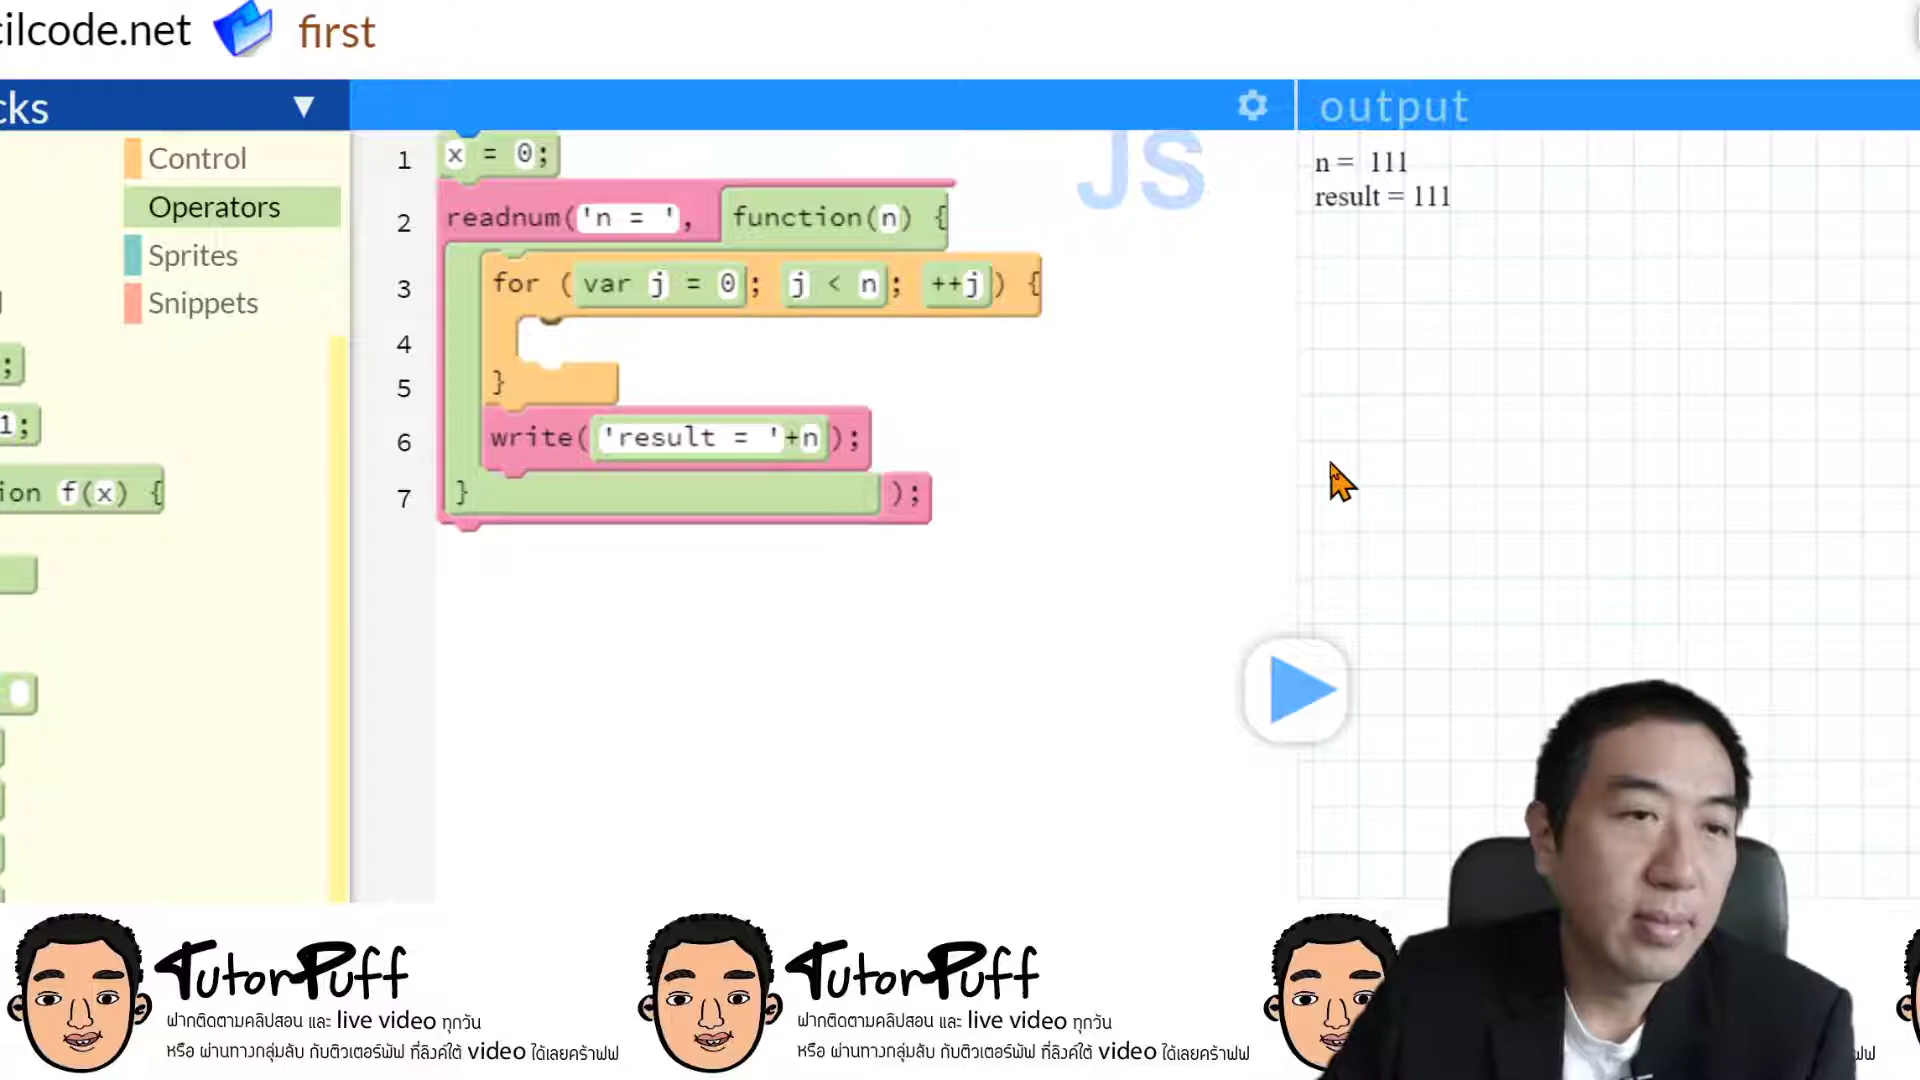 cilcode.net
first
cks
output
Control
Operators
Sprites
Snippets
;
1;
ion f(x) {
JS
1 x = 0;
2 readnum('n = ', function(n) {
3 for (var j = 0; j < n; ++j) {
4
5 }
6 write('result = '+n);
7 } );
n = 111
result = 111
TutorPuff
ฝากติดตามคลิปสอน และ live video ทุกวัน
หรือ ผ่านทางกลุ่มลับ กับติวเตอร์พัฟ ที่ลิงค์ใต้ video ได้เลยคร้าฟฟ
TutorPuff
ฝากติดตามคลิปสอน และ live video ทุกวัน
หรือ ผ่านทางกลุ่มลับ กับติวเตอร์พัฟ ที่ลิงค์ใต้ video ได้เลยคร้าฟฟ